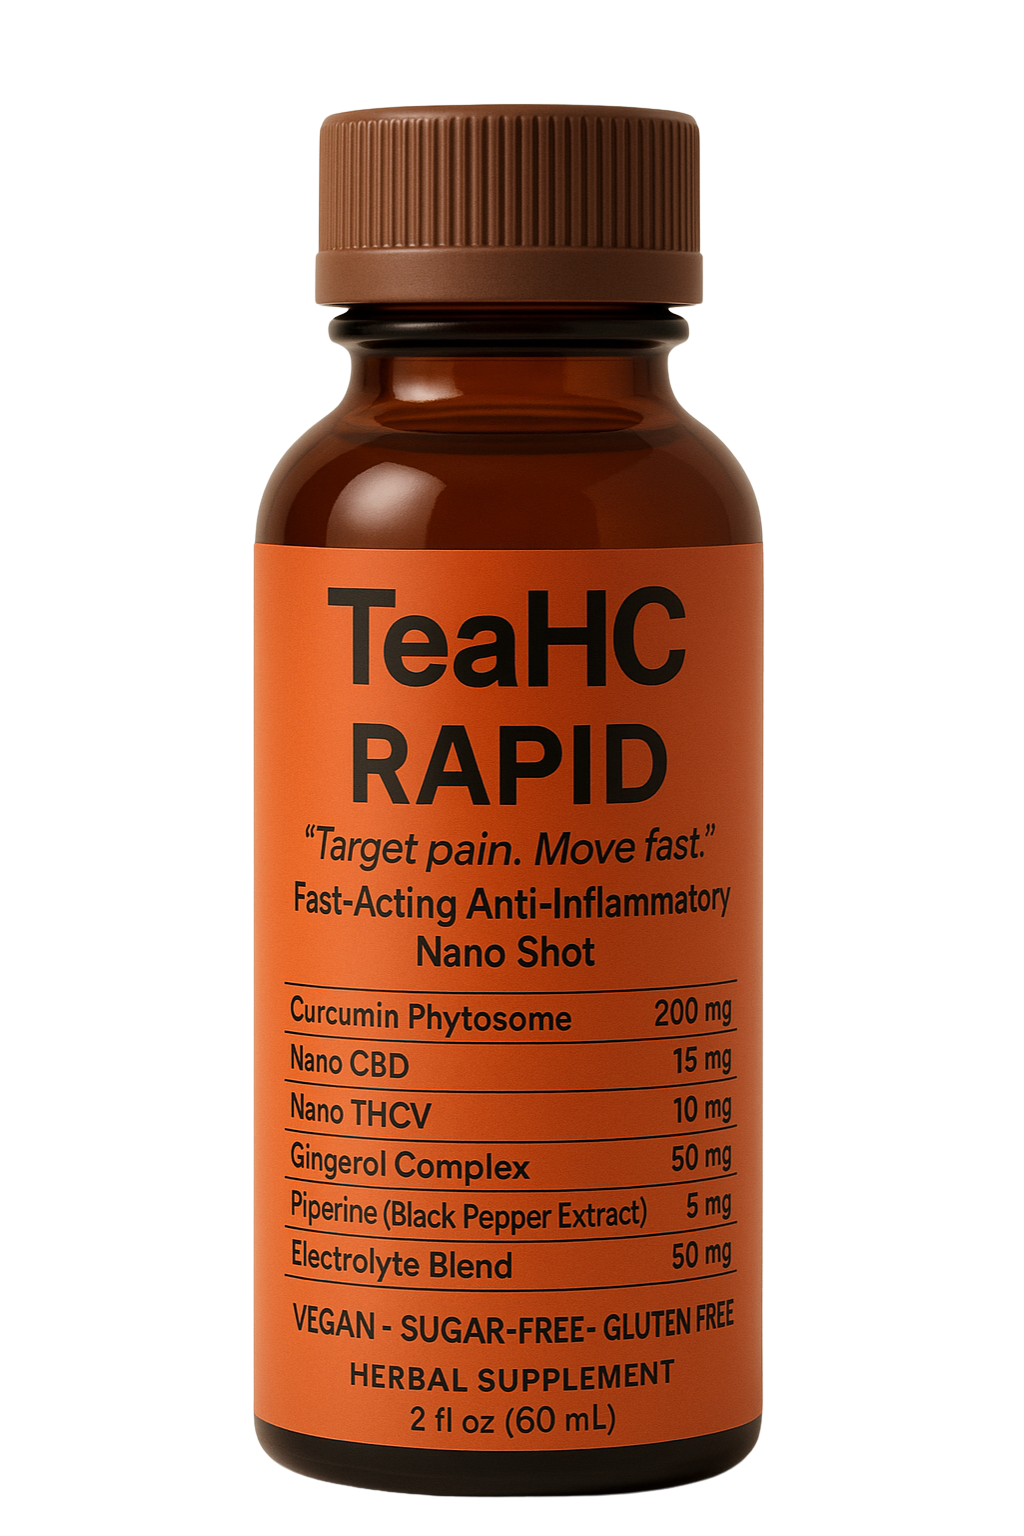 TeaHC
RAPID
“Target pain. Move fast.”
Fast-Acting Anti-Inflammatory
Nano Shot
Curcumin Phytosome 200 mg
Nano CBD 15 mg
Nano THCV 10 mg
Gingerol Complex 50 mg
Piperine (Black Pepper Extract) 5 mg
Electrolyte Blend 50 mg
VEGAN - SUGAR-FREE- GLUTEN FREE
HERBAL SUPPLEMENT
2 fl oz (60 mL)